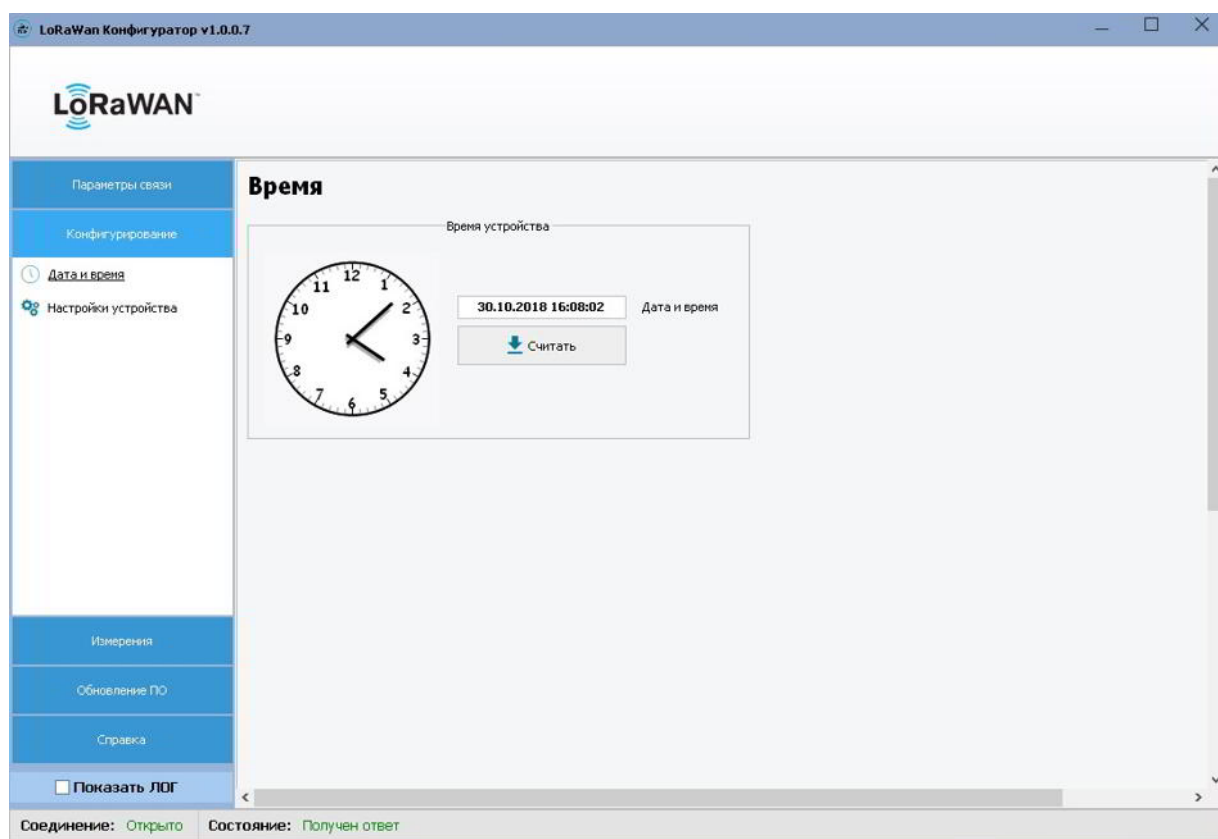 LoRaWan Конфигуратор v1.0.0.7
LoRaWAN™
Параметры связи
Конфигурирование
Дата и время
Настройки устройства
Измерения
Обновление ПО
Справка
Показать ЛОГ
Время
Время устройства
12
1
2
3
4
5
6
7
8
9
10
11
30.10.2018 16:08:02
Дата и время
Считать
Соединение: Открыто Состояние: Получен ответ